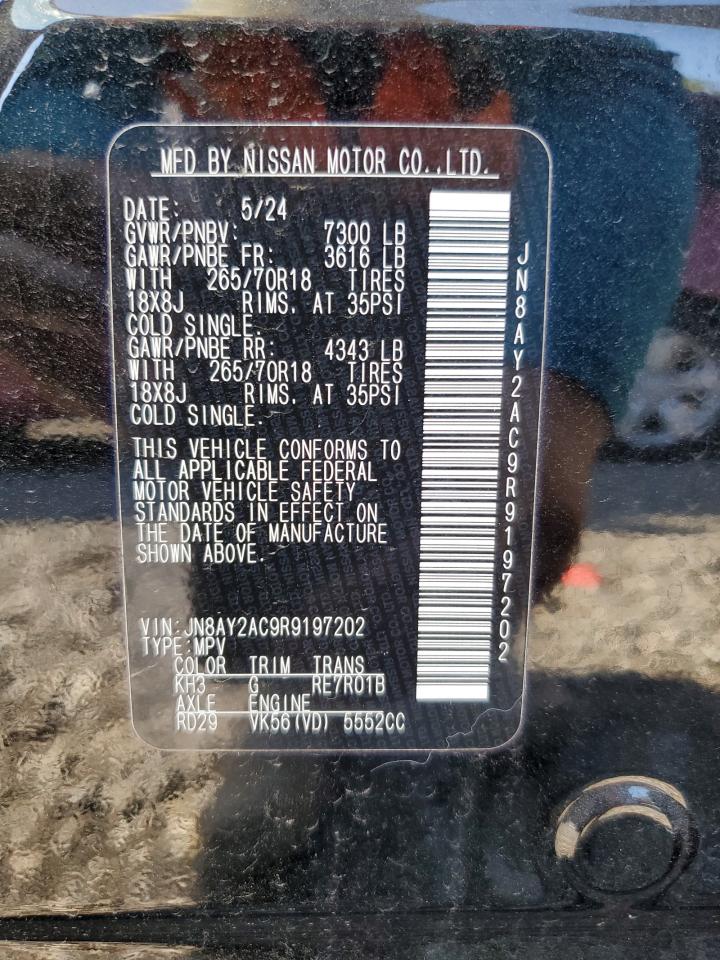 MFD BY NISSAN MOTOR CO.,LTD.
DATE: 5/24
GVWR/PNBV: 7300 LB
GAWR/PNBE FR: 3616 LB
WITH 265/70R18 TIRES
18X8J RIMS. AT 35PSI
COLD SINGLE.
GAWR/PNBE RR: 4343 LB
WITH 265/70R18 TIRES
18X8J RIMS. AT 35PSI
COLD SINGLE.
THIS VEHICLE CONFORMS TO
ALL APPLICABLE FEDERAL
MOTOR VEHICLE SAFETY
STANDARDS IN EFFECT ON
THE DATE OF MANUFACTURE
SHOWN ABOVE.
VIN:JN8AY2AC9R9197202
TYPE:MPV
COLOR TRIM TRANS
KH3 G RE7R01B
AXLE ENGINE
RD29 VK56(VD) 5552CC
JN8AY2AC9R9197202